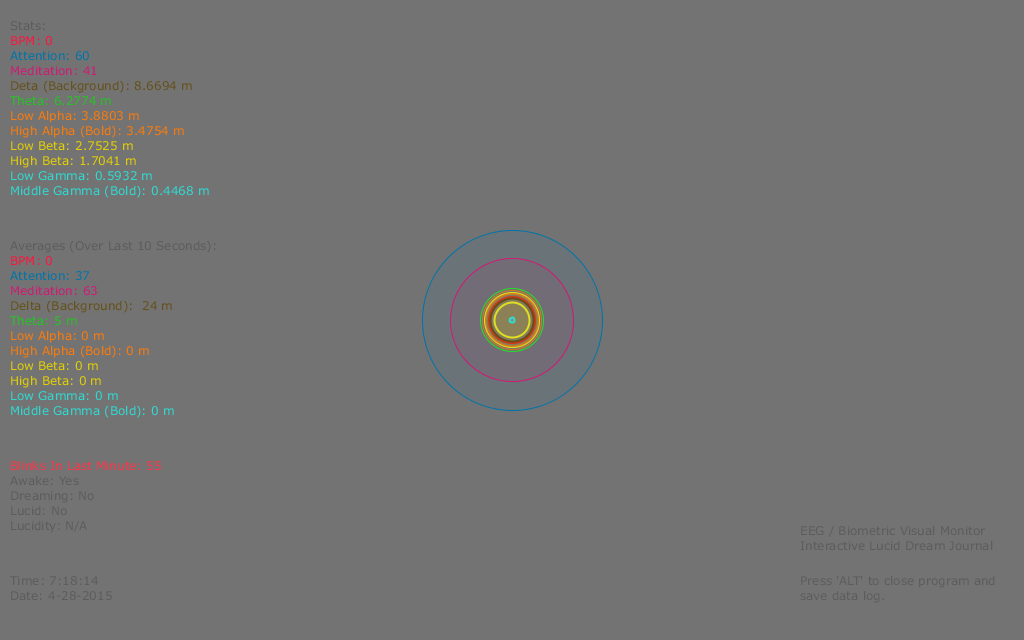 Stats:
BPM: 0
Attention: 60
Meditation: 41
Deta (Background): 8.6694 m
Theta: 6.2774 m
Low Alpha: 3.8803 m
High Alpha (Bold): 3.4754 m
Low Beta: 2.7525 m
High Beta: 1.7041 m
Low Gamma: 0.5932 m
Middle Gamma (Bold): 0.4468 m
Averages (Over Last 10 Seconds):
BPM: 0
Attention: 37
Meditation: 63
Delta (Background):  24 m
Theta: 5 m
Low Alpha: 0 m
High Alpha (Bold): 0 m
Low Beta: 0 m
High Beta: 0 m
Low Gamma: 0 m
Middle Gamma (Bold): 0 m
Blinks In Last Minute: 55
Awake: Yes
Dreaming: No
Lucid: No
Lucidity: N/A
Time: 7:18:14
Date: 4-28-2015
EEG / Biometric Visual Monitor
Interactive Lucid Dream Journal
Press 'ALT' to close program and
save data log.